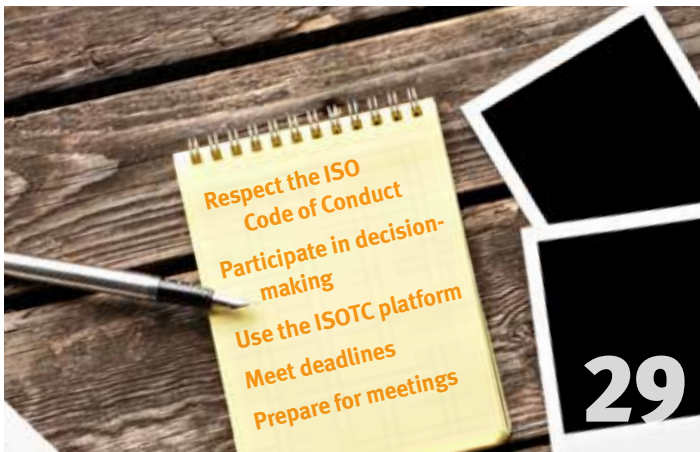 Respect the ISO
Code of Conduct
Participate in decision-
making
Use the ISOTC platform
Meet deadlines
Prepare for meetings
29